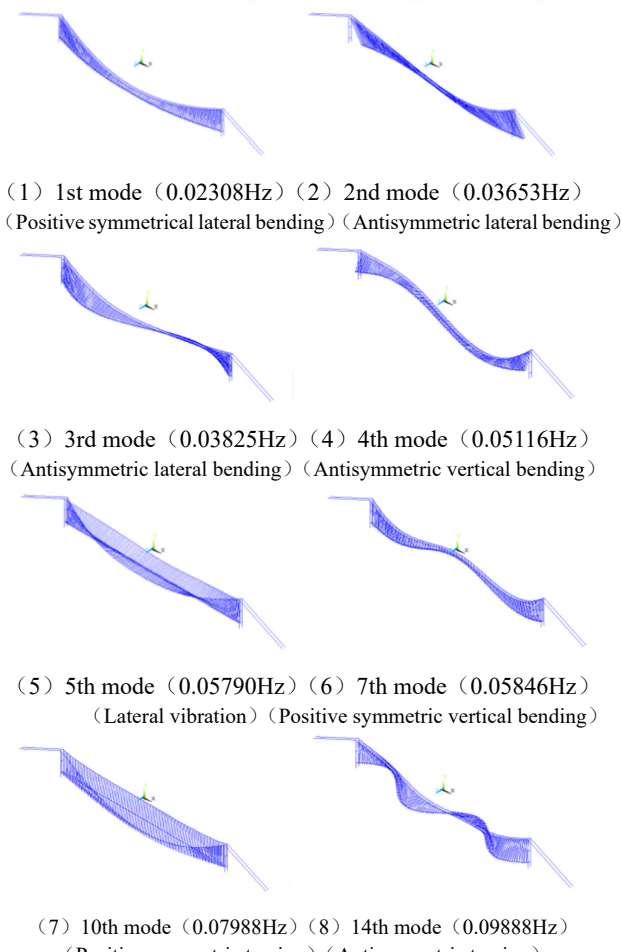 （1）1st mode（0.02308Hz）（2）2nd mode（0.03653Hz）
（Positive symmetrical lateral bending）（Antisymmetric lateral bending）
（3）3rd mode（0.03825Hz）（4）4th mode（0.05116Hz）
（Antisymmetric lateral bending）（Antisymmetric vertical bending）
（5）5th mode（0.05790Hz）（6）7th mode（0.05846Hz）
（Lateral vibration）（Positive symmetric vertical bending）
（7）10th mode（0.07988Hz）（8）14th mode（0.09888Hz）